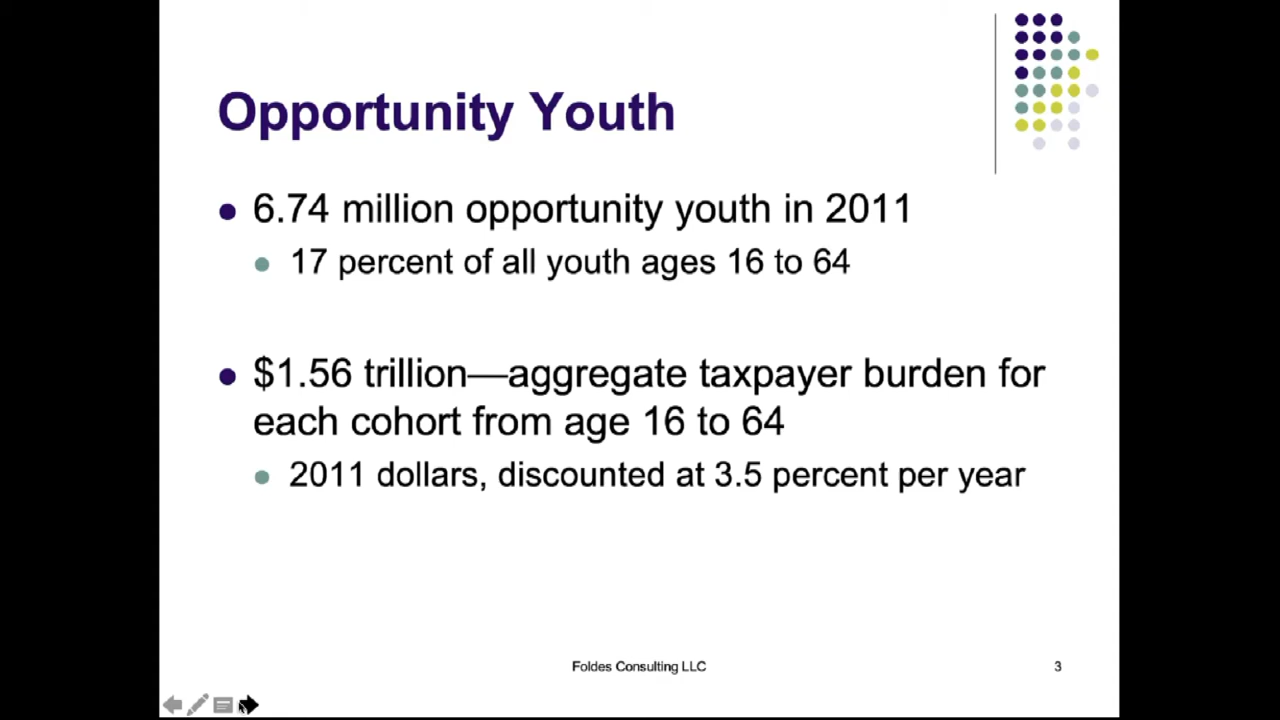 Opportunity Youth
6.74 million opportunity youth in 2011
17 percent of all youth ages 16 to 64
$1.56 trillion—aggregate taxpayer burden for
each cohort from age 16 to 64
2011 dollars, discounted at 3.5 percent per year
Foldes Consulting LLC
3